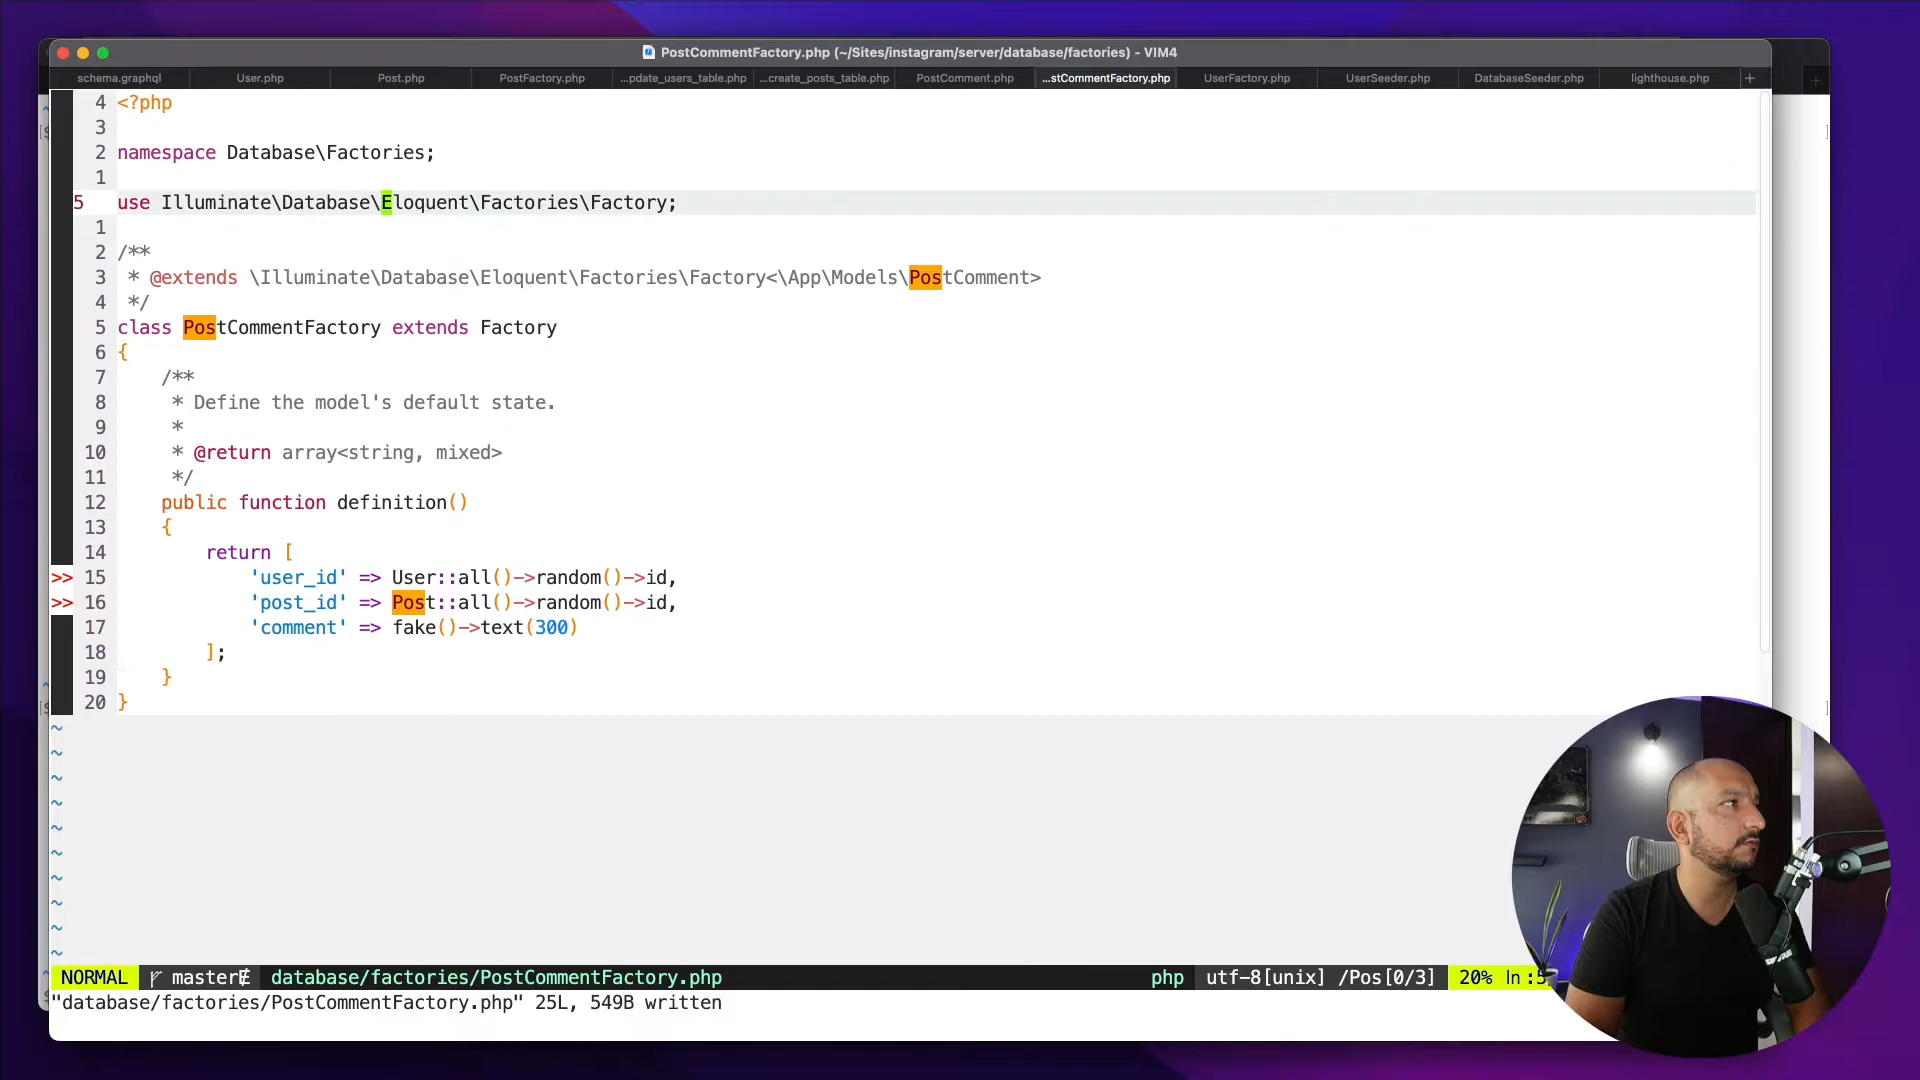 PostCommentFactory.php (~/Sites/instagram/server/database/factories) - VIM4
schema.graphql User.php Post.php PostFactory.php ...pdate_users_table.php ...create_posts_table.php PostComment.php ...stCommentFactory.php UserFactory.php UserSeeder.php DatabaseSeeder.php lighthouse.php +
4 <?php
3
2 namespace Database\Factories;
1
5 use Illuminate\Database\Eloquent\Factories\Factory;
1
2 /**
3 * @extends \Illuminate\Database\Eloquent\Factories\Factory<\App\Models\PostComment>
4 */
5 class PostCommentFactory extends Factory
6 {
7 /**
8 * Define the model's default state.
9 *
10 * @return array<string, mixed>
11 */
12 public function definition()
13 {
14 return [
>> 15 'user_id' => User::all()->random()->id,
>> 16 'post_id' => Post::all()->random()->id,
17 'comment' => fake()->text(300)
18 ];
19 }
20 }
~
~
~
~
~
~
~
~
~
~
NORMAL master database/factories/PostCommentFactory.php php utf-8[unix] /Pos[0/3] 20% ln :5
"database/factories/PostCommentFactory.php" 25L, 549B written